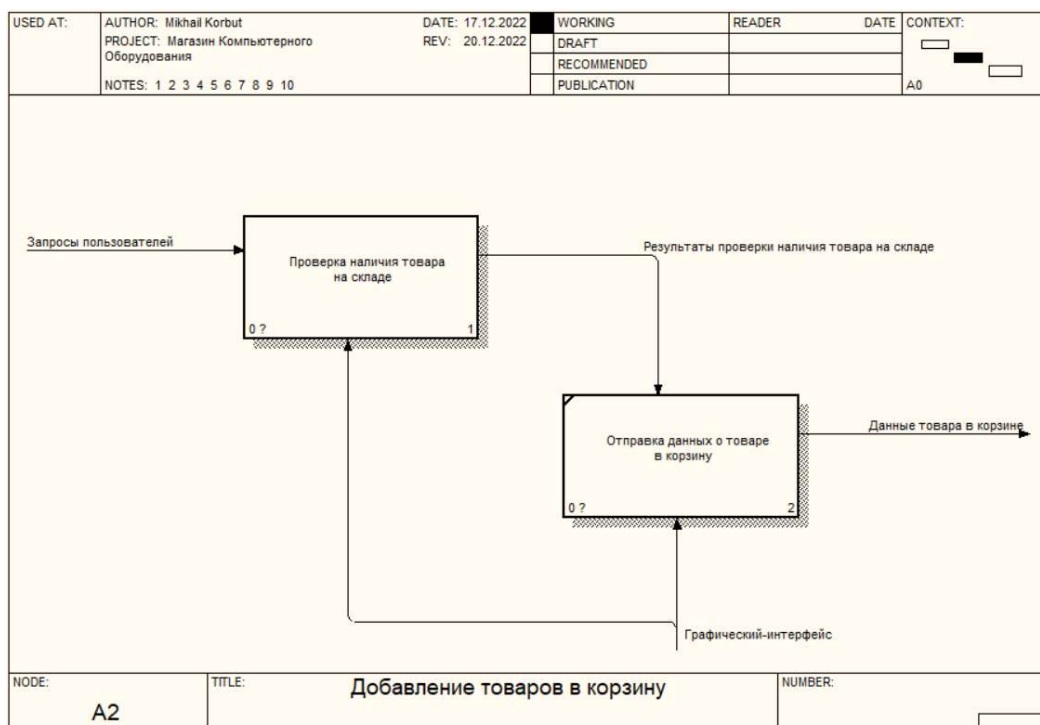 USED AT:
AUTHOR: Mikhail Korbut
DATE: 17.12.2022
PROJECT: Магазин Компьютерного
Оборудования
REV: 20.12.2022
NOTES: 1 2 3 4 5 6 7 8 9 10
WORKING
DRAFT
RECOMMENDED
PUBLICATION
READER
DATE
CONTEXT:
A0
Запросы пользователей
Проверка наличия товара
на складе
0 ?
1
Результаты проверки наличия товара на складе
Отправка данных о товаре
в корзину
0 ?
2
Данные товара в корзине
Графический-интерфейс
NODE:
A2
TITLE:
Добавление товаров в корзину
NUMBER: